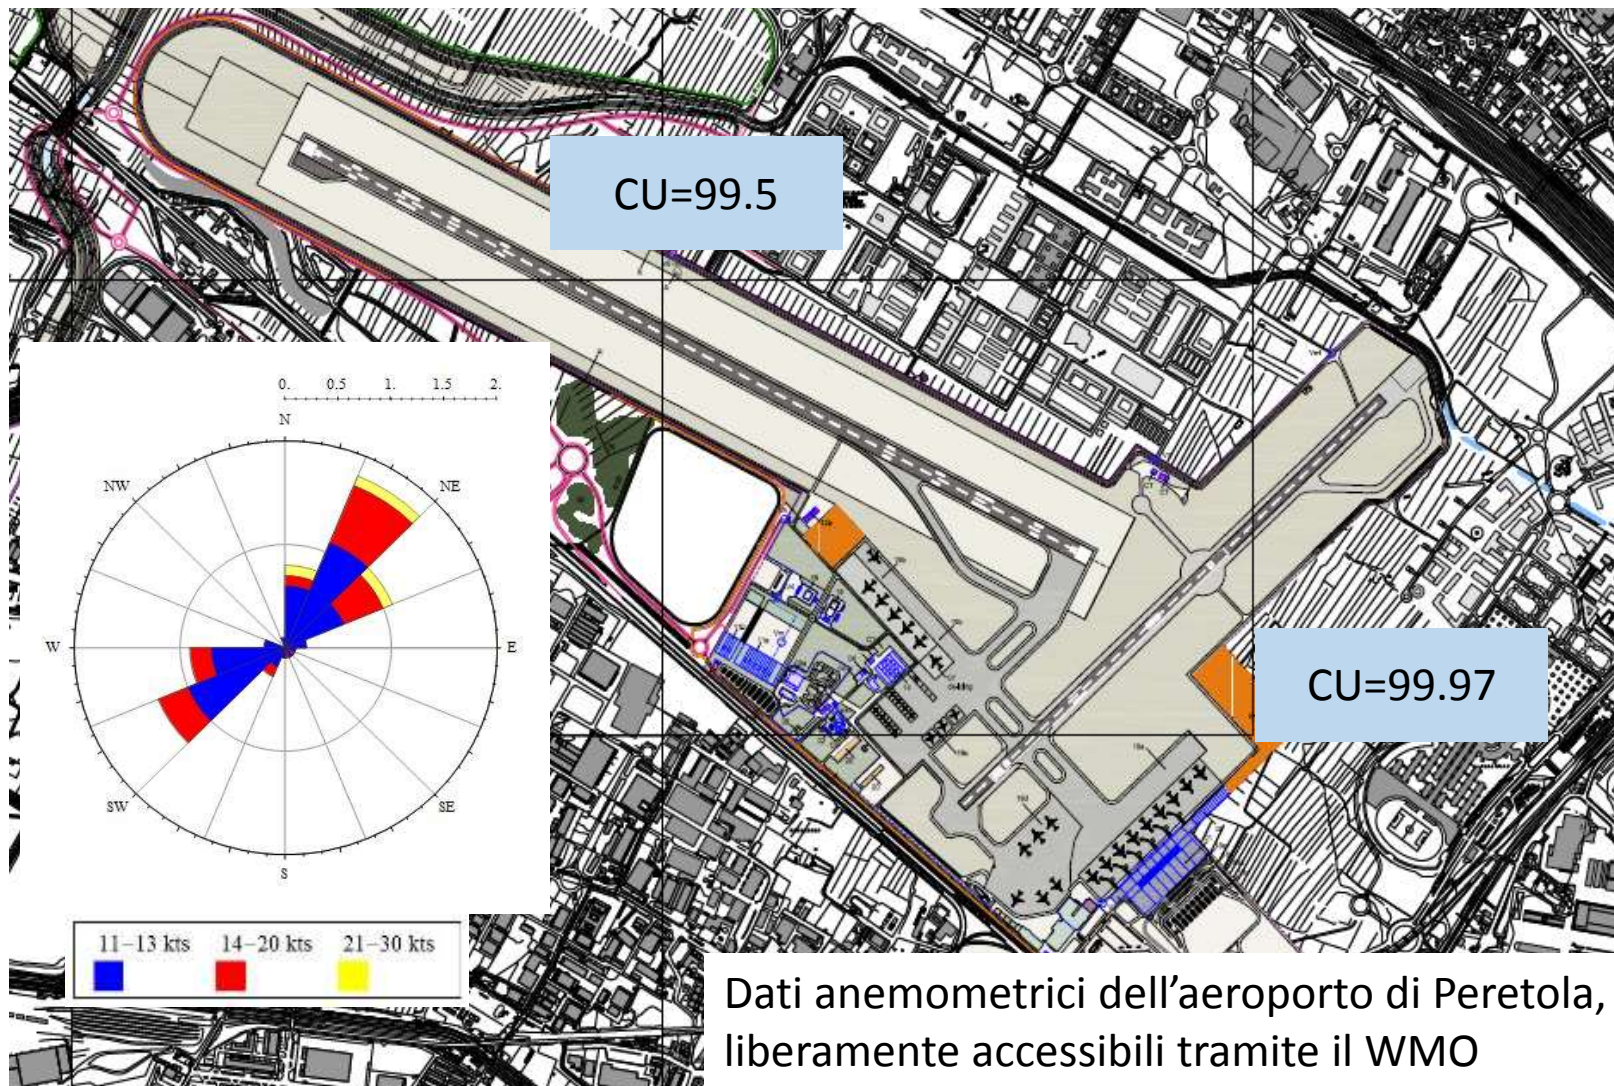 CU=99.5
0. 0.5 1. 1.5 2.
N
NW
NE
W
E
SW
SE
S
CU=99.97
11–13 kts 14–20 kts 21–30 kts
Dati anemometrici dell’aeroporto di Peretola,
liberamente accessibili tramite il WMO